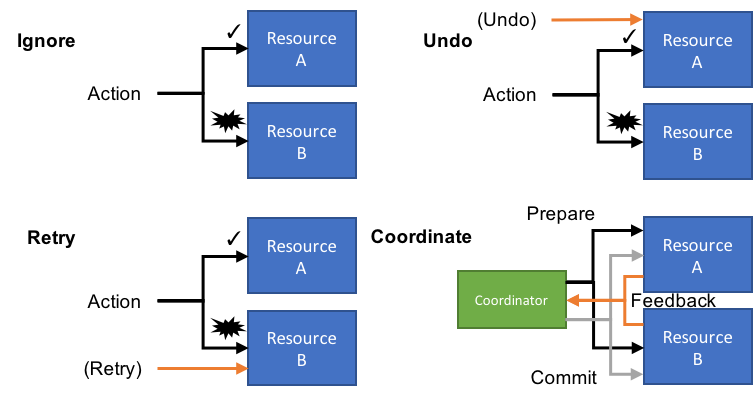 Ignore
✓
Resource
A
Action
Resource
B
(Undo)
Undo
✓
Resource
A
Action
Resource
B
Retry
✓
Resource
A
Action
Resource
B
(Retry)
Prepare
Coordinate
Resource
A
Coordinator
Feedback
Resource
B
Commit